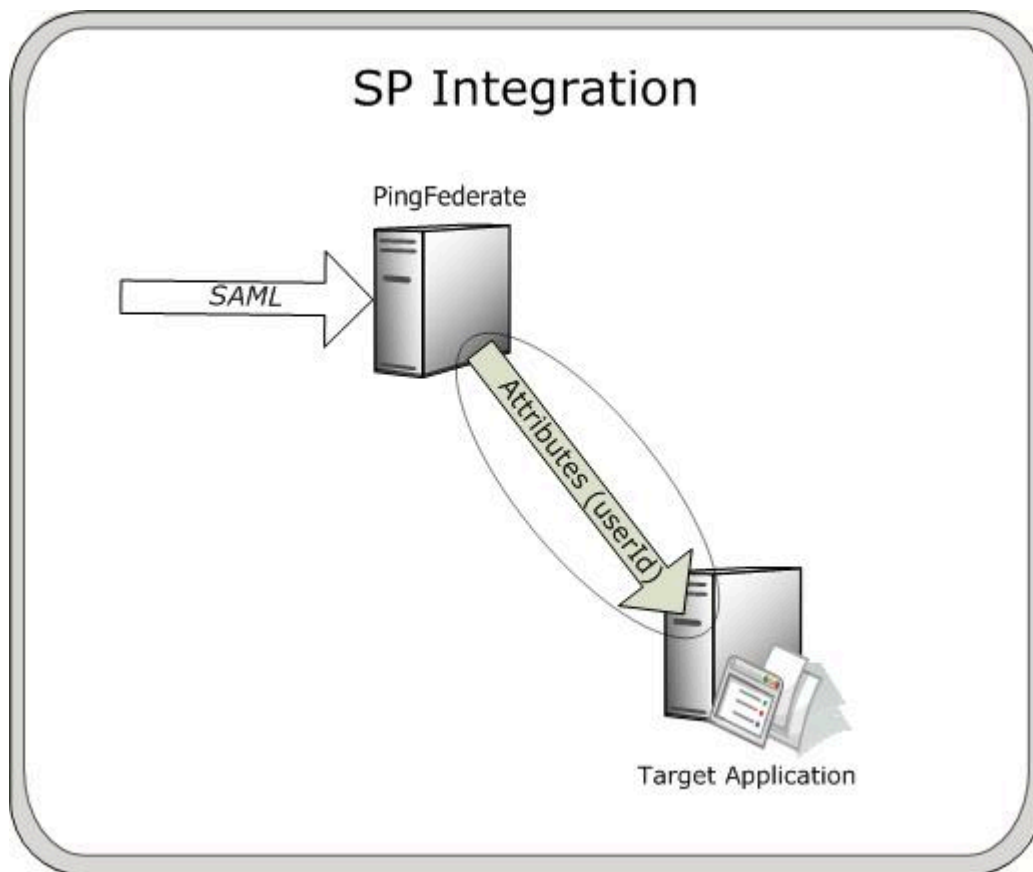 SP Integration
PingFederate
SAML
Attributes (userId)
Target Application